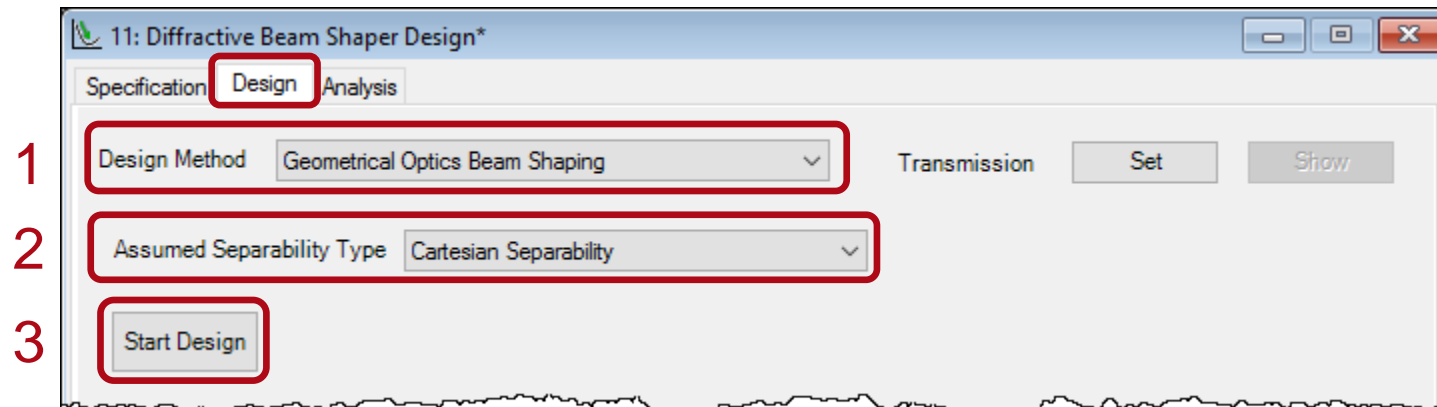 11: Diffractive Beam Shaper Design*
Specification Design Analysis
1 Design Method Geometrical Optics Beam Shaping Transmission Set Show
2 Assumed Separability Type Cartesian Separability
3 Start Design